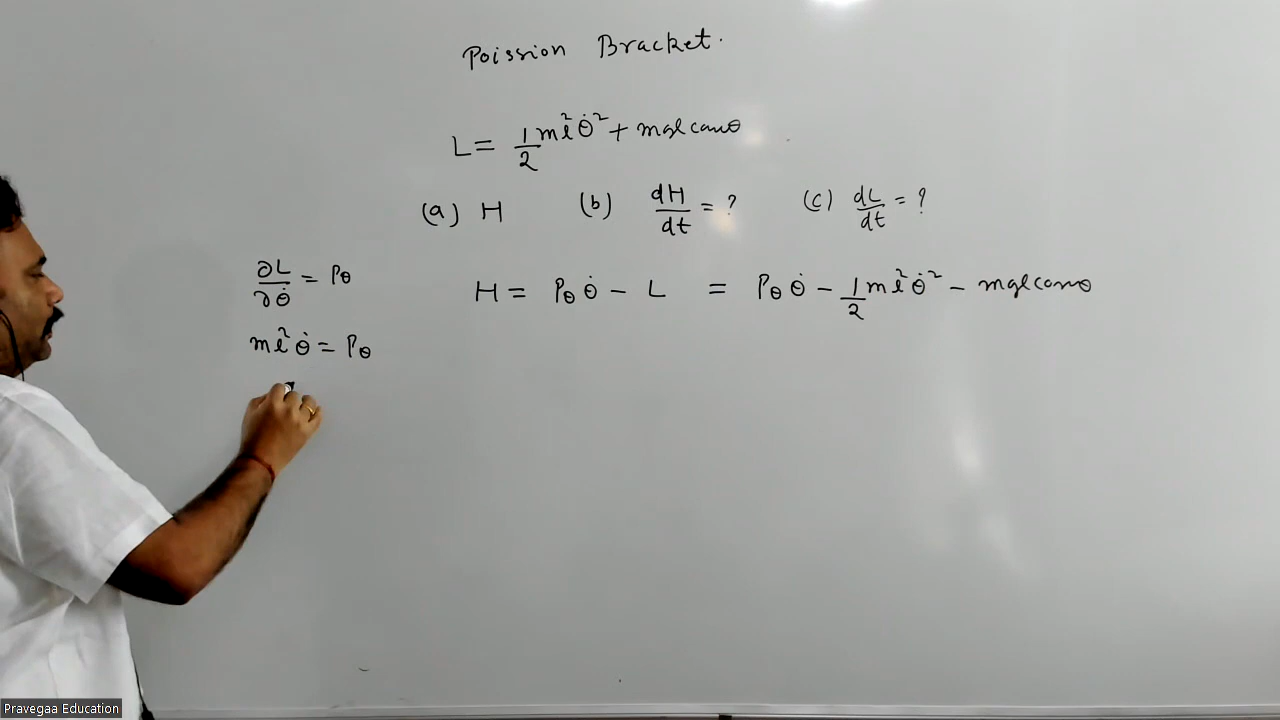 Poission Bracket.
L = 1/2 ml²θ̇² + mgl cosθ
(a) H (b) dH/dt = ? (c) dL/dt = ?
∂L/∂θ̇ = Pθ
H = Pθ θ̇ - L = Pθ θ̇ - 1/2 ml²θ̇² - mgl cosθ
ml²θ̇ = Pθ
Pravegaa Education